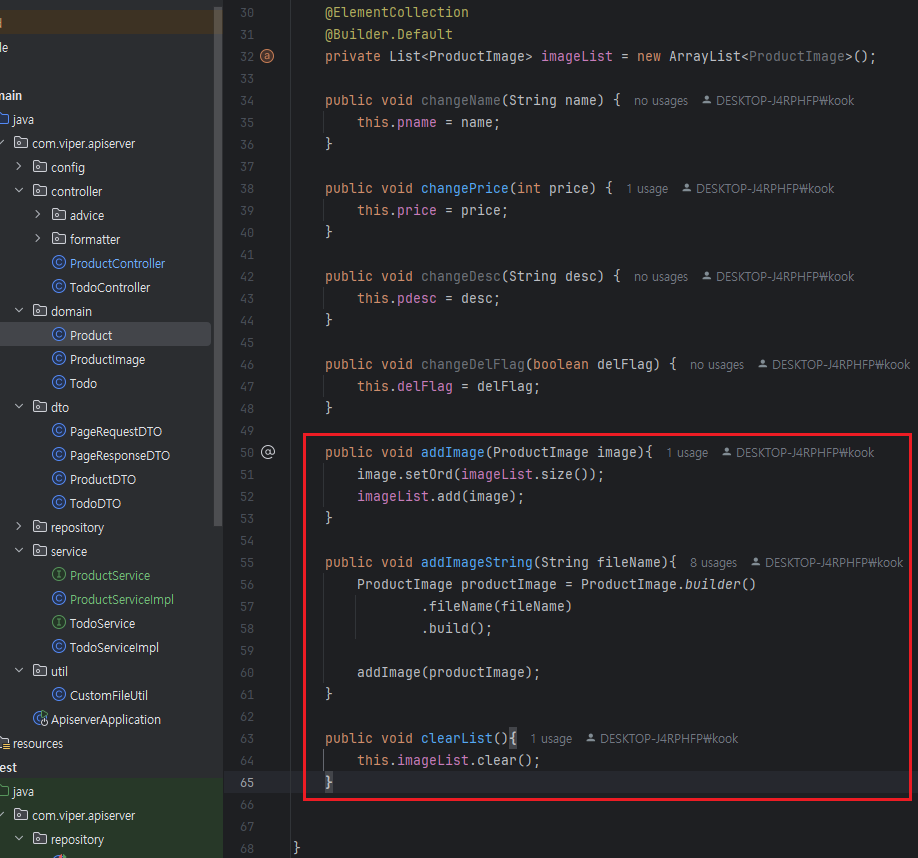 30 @ElementCollection
31 @Builder.Default
32 private List<ProductImage> imageList = new ArrayList<ProductImage>();
33
34 public void changeName(String name) { no usages DESKTOP-J4RPHFP₩kook
35 this.pname = name;
36 }
37
38 public void changePrice(int price) { 1 usage DESKTOP-J4RPHFP₩kook
39 this.price = price;
40 }
41
42 public void changeDesc(String desc) { no usages DESKTOP-J4RPHFP₩kook
43 this.pdesc = desc;
44 }
45
46 public void changeDelFlag(boolean delFlag) { no usages DESKTOP-J4RPHFP₩kook
47 this.delFlag = delFlag;
48 }
49
50 public void addImage(ProductImage image){ 1 usage DESKTOP-J4RPHFP₩kook
51 image.setOrd(imageList.size());
52 imageList.add(image);
53 }
54
55 public void addImageString(String fileName){ 8 usages DESKTOP-J4RPHFP₩kook
56 ProductImage productImage = ProductImage.builder()
57 .fileName(fileName)
58 .build();
59
60 addImage(productImage);
61 }
62
63 public void clearList(){ 1 usage DESKTOP-J4RPHFP₩kook
64 this.imageList.clear();
65 }
66
67
68 }
java
com.viper.apiserver
config
controller
advice
formatter
ProductController
TodoController
domain
Product
ProductImage
Todo
dto
PageRequestDTO
PageResponseDTO
ProductDTO
TodoDTO
repository
service
ProductService
ProductServiceImpl
TodoService
TodoServiceImpl
util
CustomFileUtil
ApiserverApplication
resources
java
com.viper.apiserver
repository